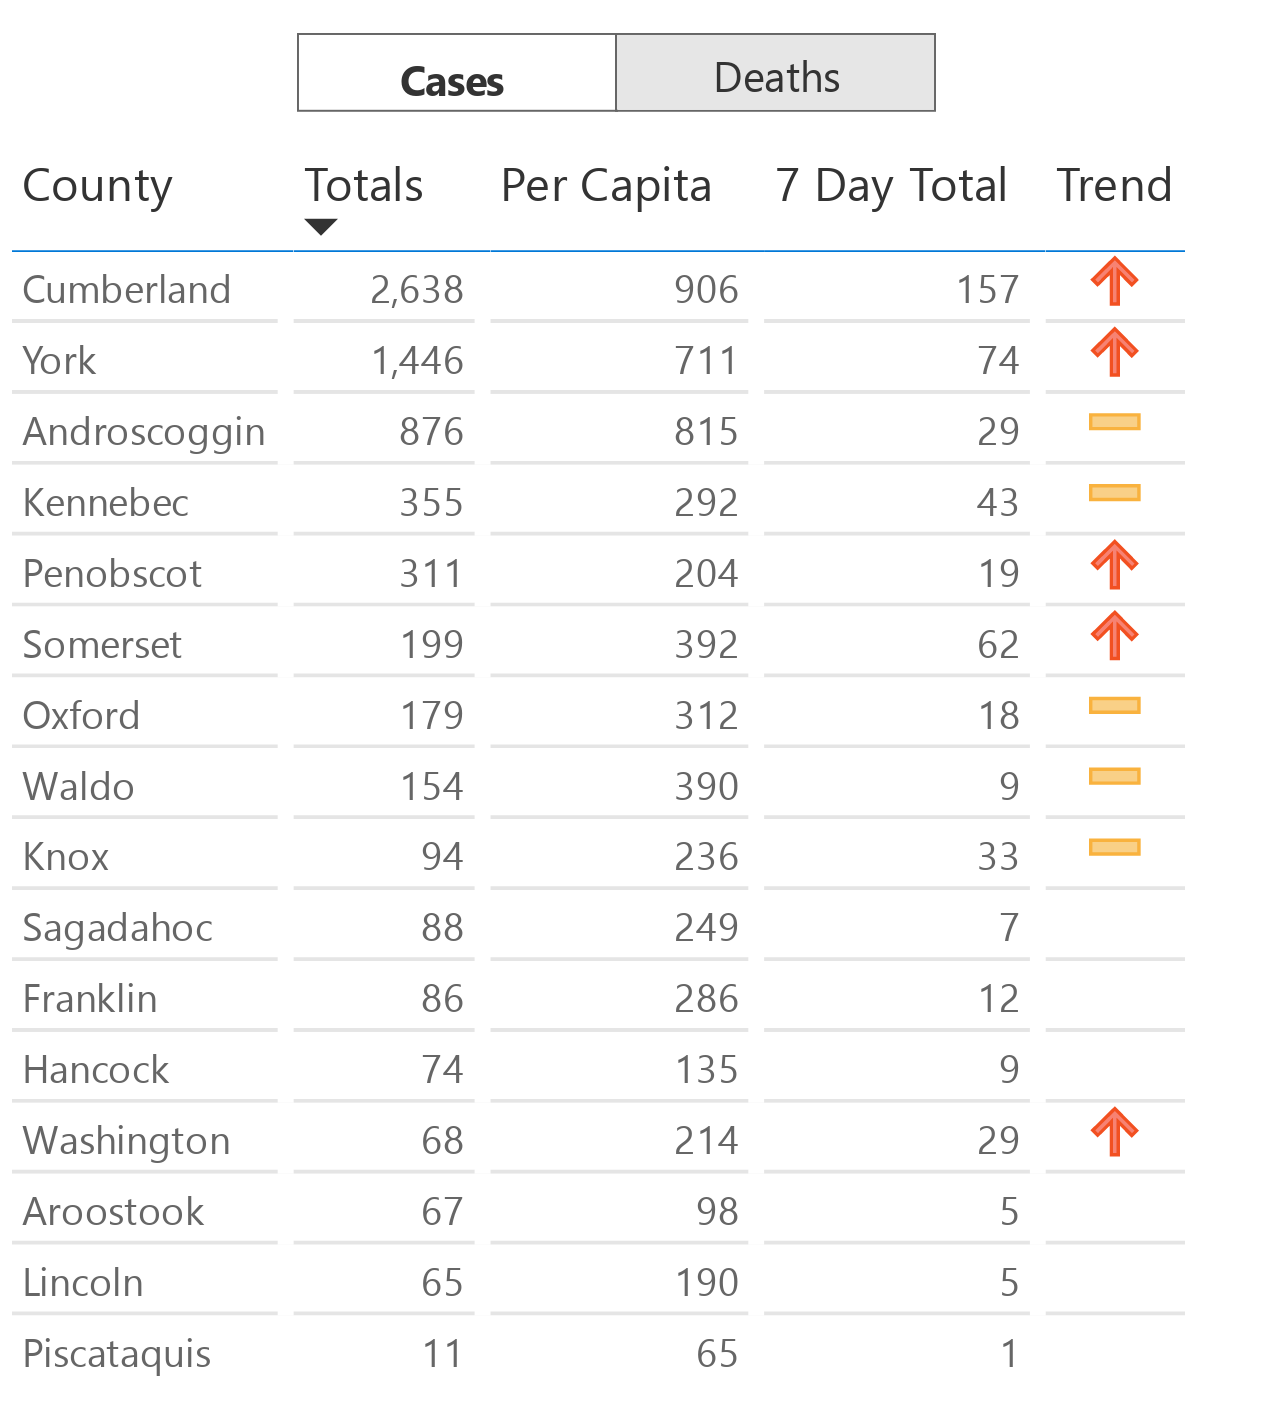 Cases Deaths
County Totals Per Capita 7 Day Total Trend
Cumberland 2,638 906 157
York 1,446 711 74
Androscoggin 876 815 29
Kennebec 355 292 43
Penobscot 311 204 19
Somerset 199 392 62
Oxford 179 312 18
Waldo 154 390 9
Knox 94 236 33
Sagadahoc 88 249 7
Franklin 86 286 12
Hancock 74 135 9
Washington 68 214 29
Aroostook 67 98 5
Lincoln 65 190 5
Piscataquis 11 65 1